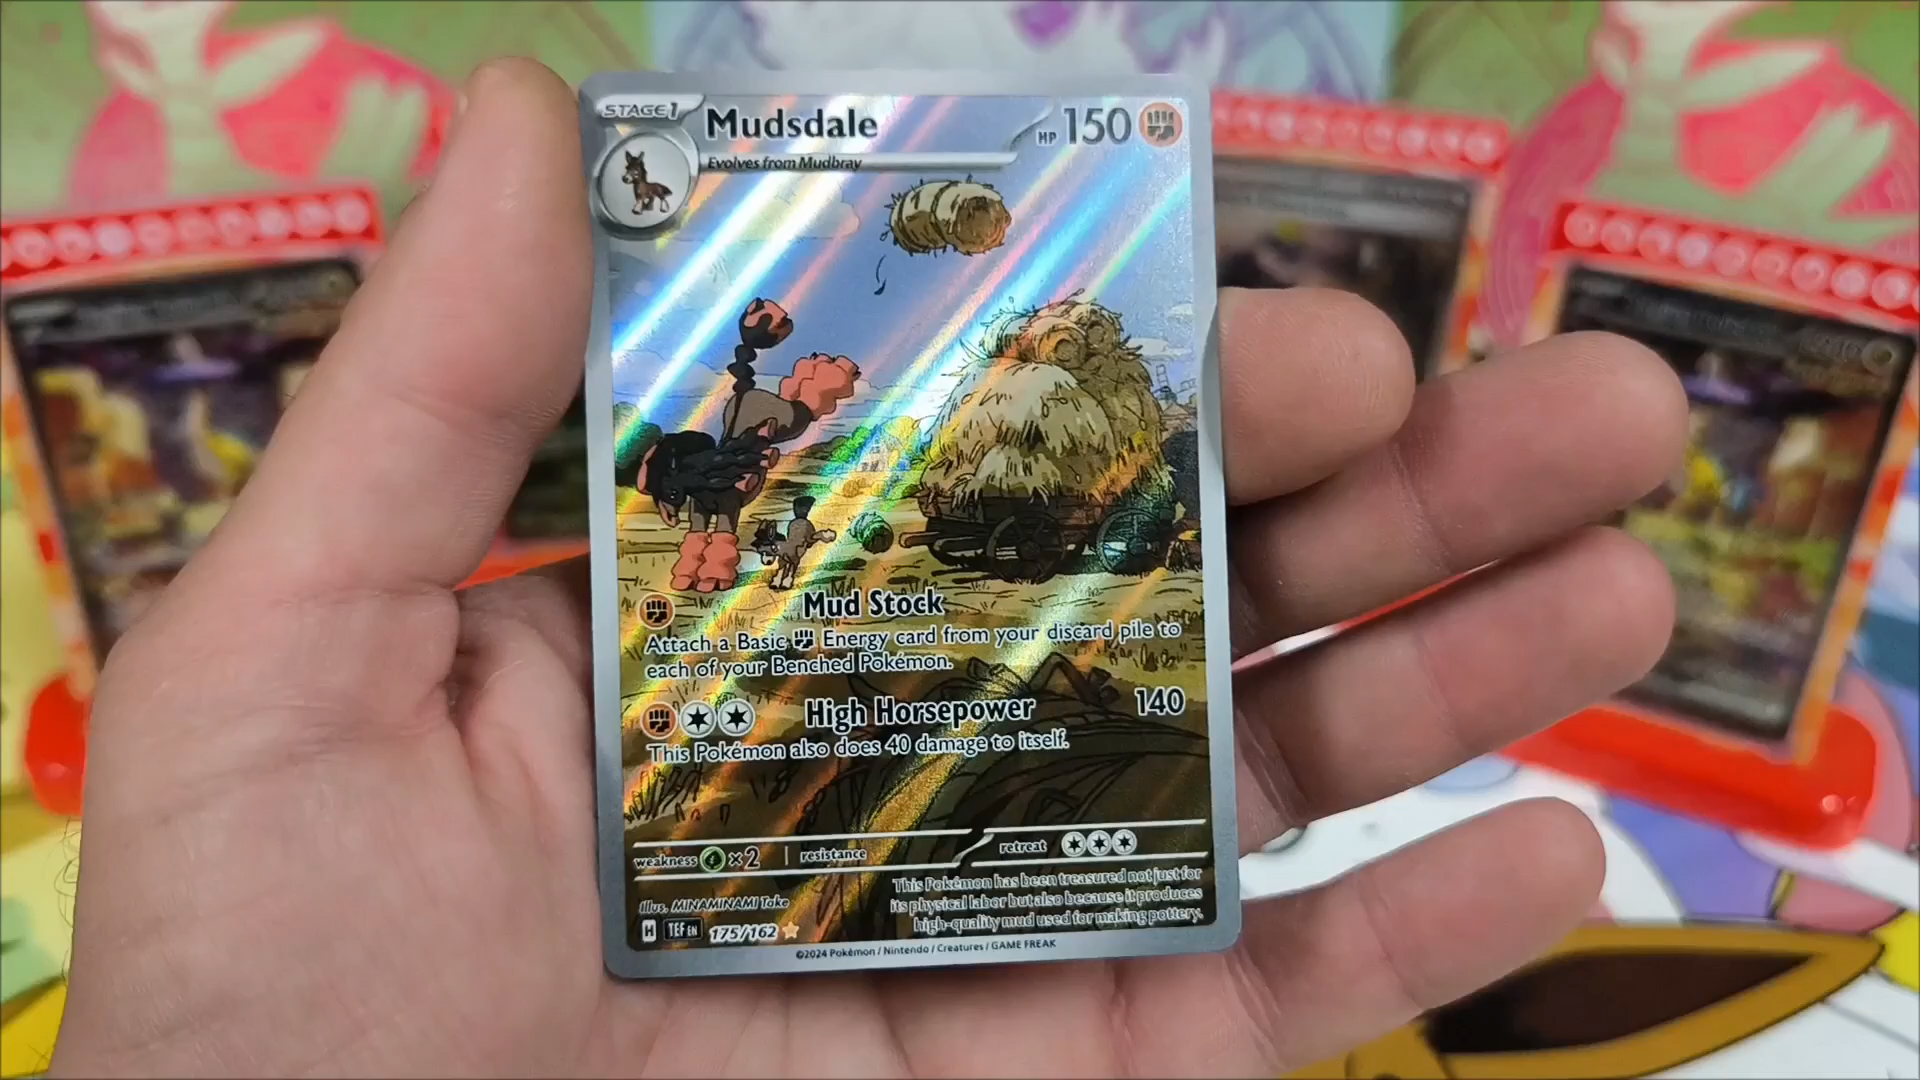 STAGE1 Mudsdale HP 150
Evolves from Mudbray
Mud Stock
Attach a Basic Energy card from your discard pile to
each of your Benched Pokémon.
High Horsepower 140
This Pokémon also does 40 damage to itself.
weakness ×2 resistance retreat
Illus. MINAMINAMI Take
This Pokémon has been treasured not just for
its physical labor but also because it produces
high-quality mud used for making pottery.
H TEF EN 175/162
©2024 Pokémon / Nintendo / Creatures / GAME FREAK